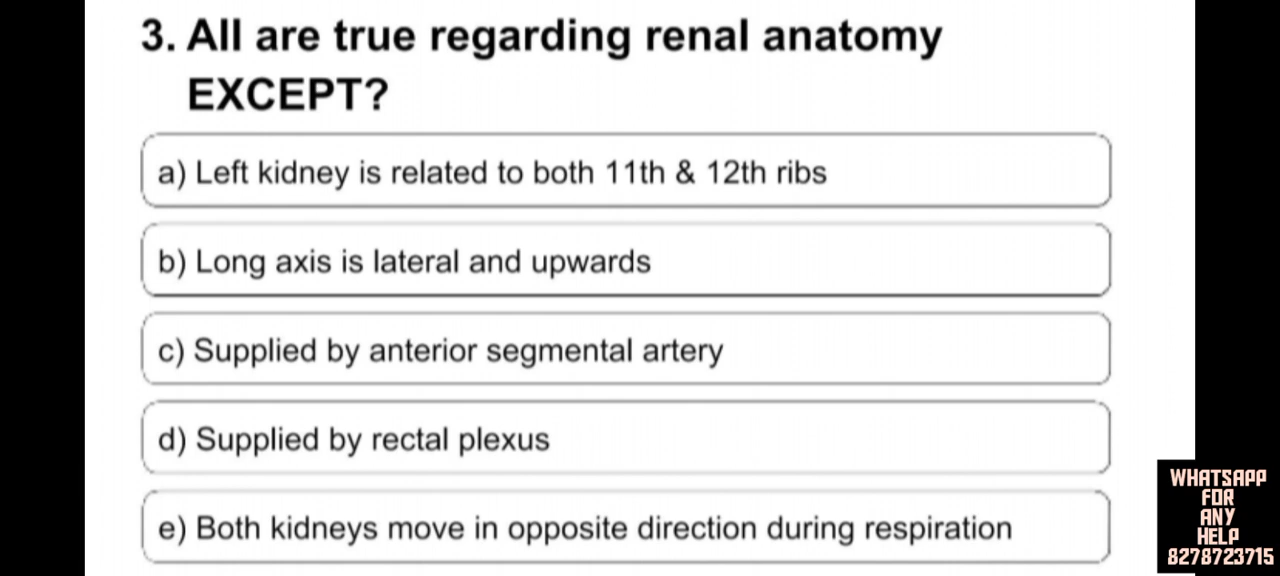 3. All are true regarding renal anatomy
EXCEPT?
a) Left kidney is related to both 11th & 12th ribs
b) Long axis is lateral and upwards
c) Supplied by anterior segmental artery
d) Supplied by rectal plexus
e) Both kidneys move in opposite direction during respiration
WHATSAPP
FOR
ANY
HELP
8278723715